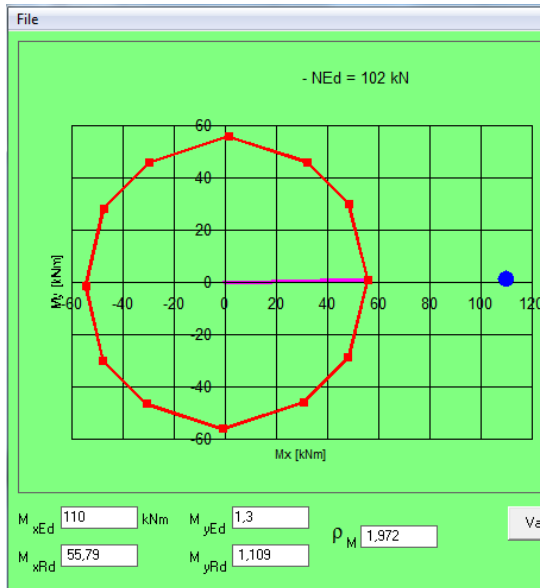 File
- NEd = 102 kN
60
40
20
0
-20
-40
-60
-60 -40 -20 0 20 40 60 80 100 120
My [kNm]
Mx [kNm]
M xEd 110 kNm M yEd 1,3
ρ M 1,972
M xRd 55,79 M yRd 1,109
Va